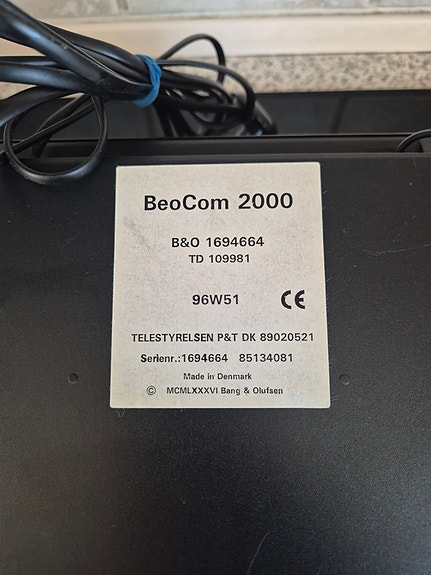 BeoCom 2000
B&O 1694664
TD 109981
96W51 CE
TELESTYRELSEN P&T DK 89020521
Serienr.:1694664 85134081
Made in Denmark
© MCMLXXXVI Bang & Olufsen